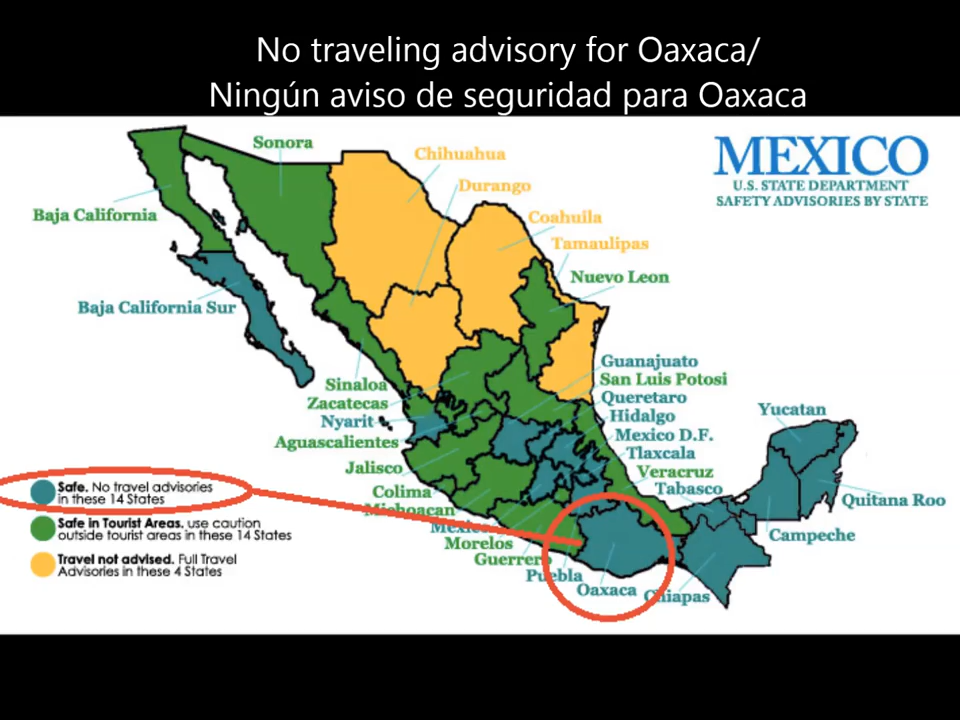 No traveling advisory for Oaxaca/
Ningún aviso de seguridad para Oaxaca
MEXICO
U.S. STATE DEPARTMENT
SAFETY ADVISORIES BY STATE
Sonora
Chihuahua
Durango
Baja California
Coahuila
Tamaulipas
Nuevo Leon
Baja California Sur
Guanajuato
San Luis Potosi
Sinaloa
Queretaro
Zacatecas
Hidalgo
Yucatan
Nyarit
Mexico D.F.
Aguascalientes
Tlaxcala
Jalisco
Veracruz
Tabasco
Colima
Quitana Roo
Michoacan
Mexico
Campeche
Morelos
Guerrero
Puebla
Oaxaca
Chiapas
Safe. No travel advisories
in these 14 States
Safe in Tourist Areas. use caution
outside tourist areas in these 14 States
Travel not advised. Full Travel
Advisories in these 4 States